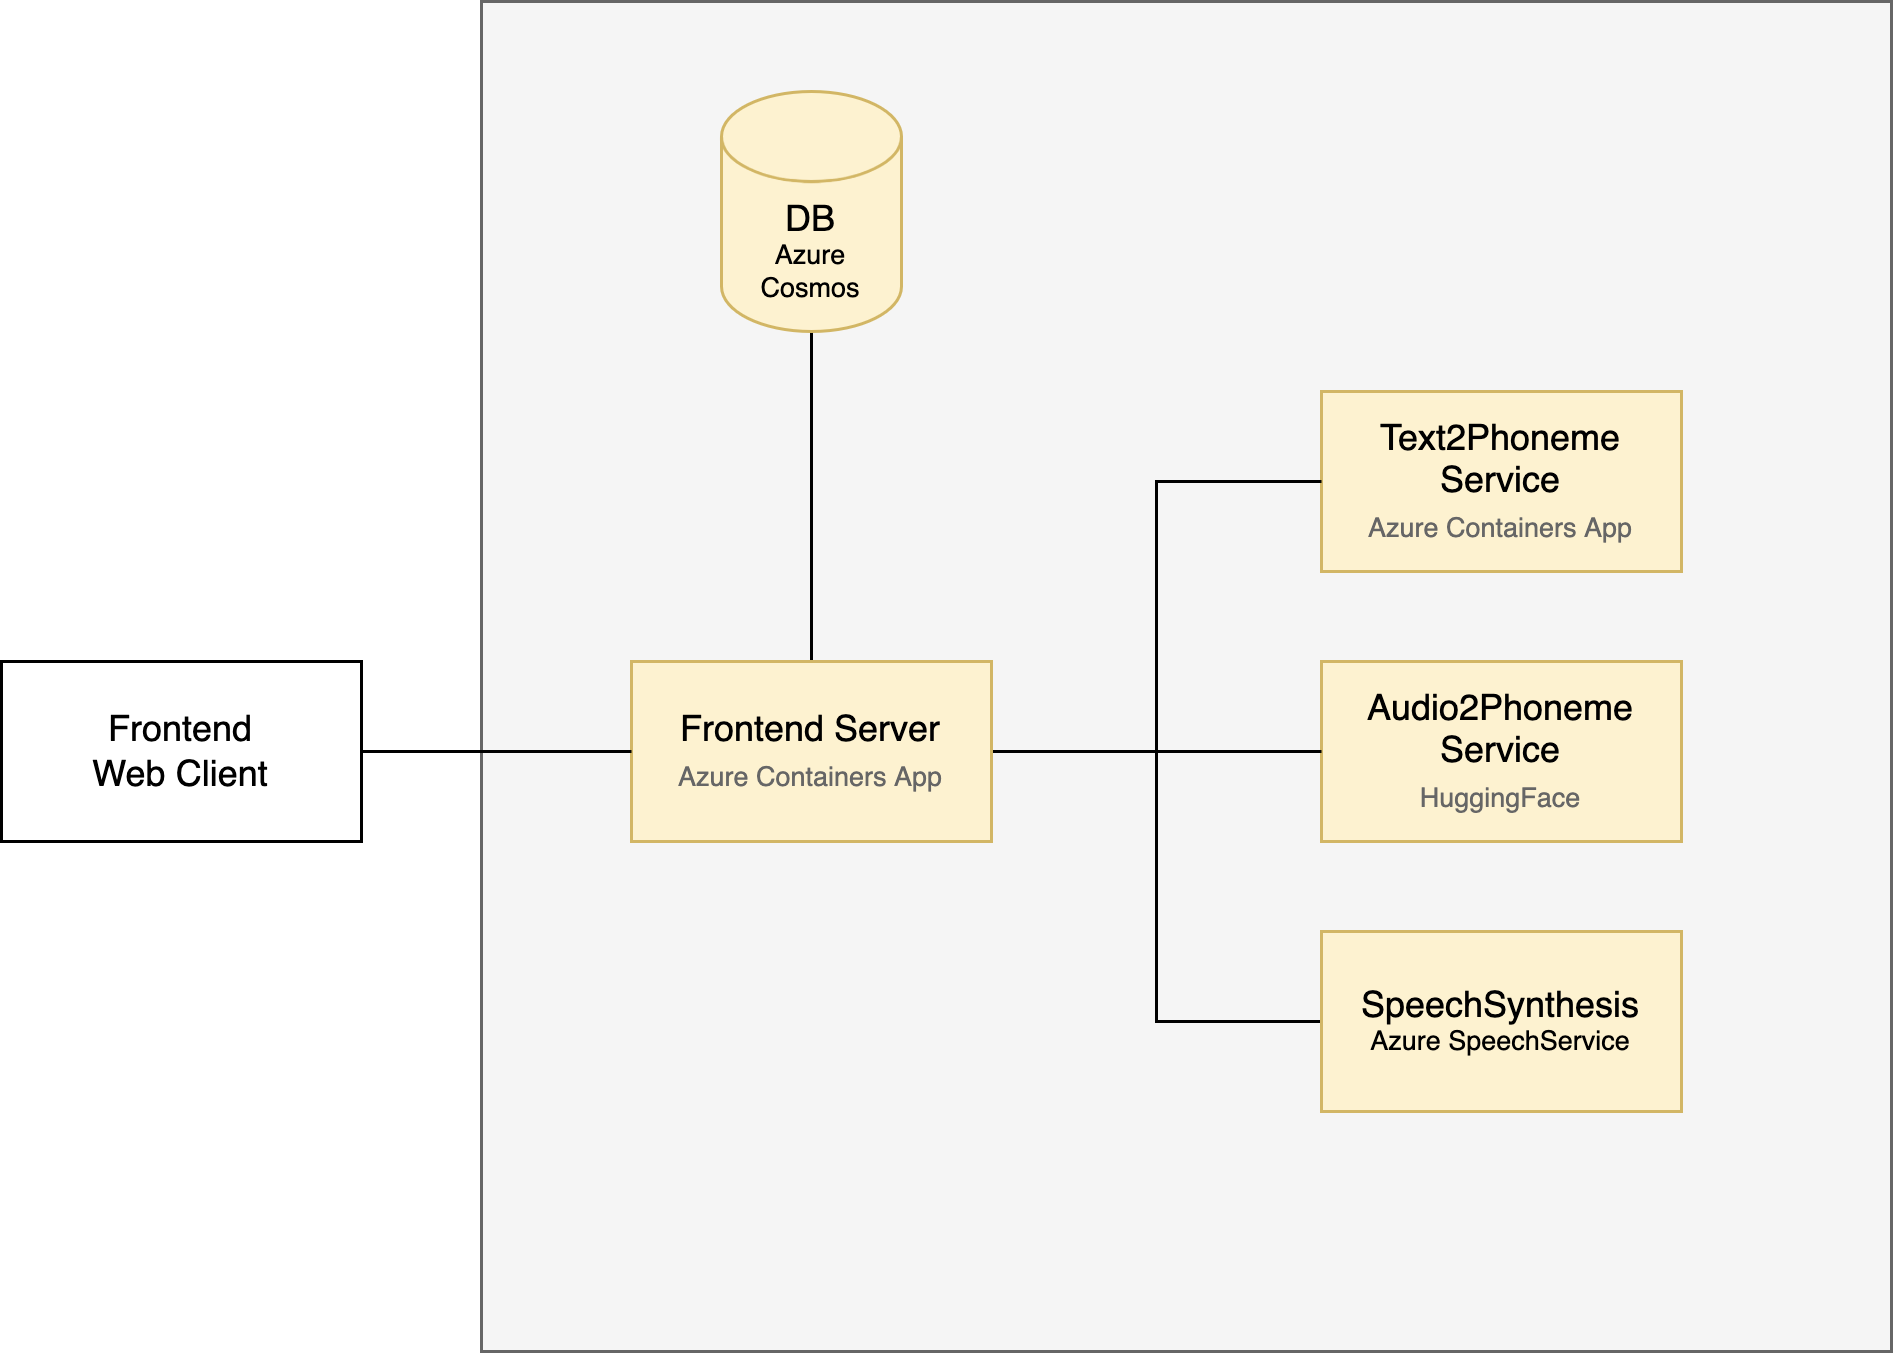 DB
Azure
Cosmos
Text2Phoneme
Service
Azure Containers App
Frontend
Web Client
Frontend Server
Azure Containers App
Audio2Phoneme
Service
HuggingFace
SpeechSynthesis
Azure SpeechService